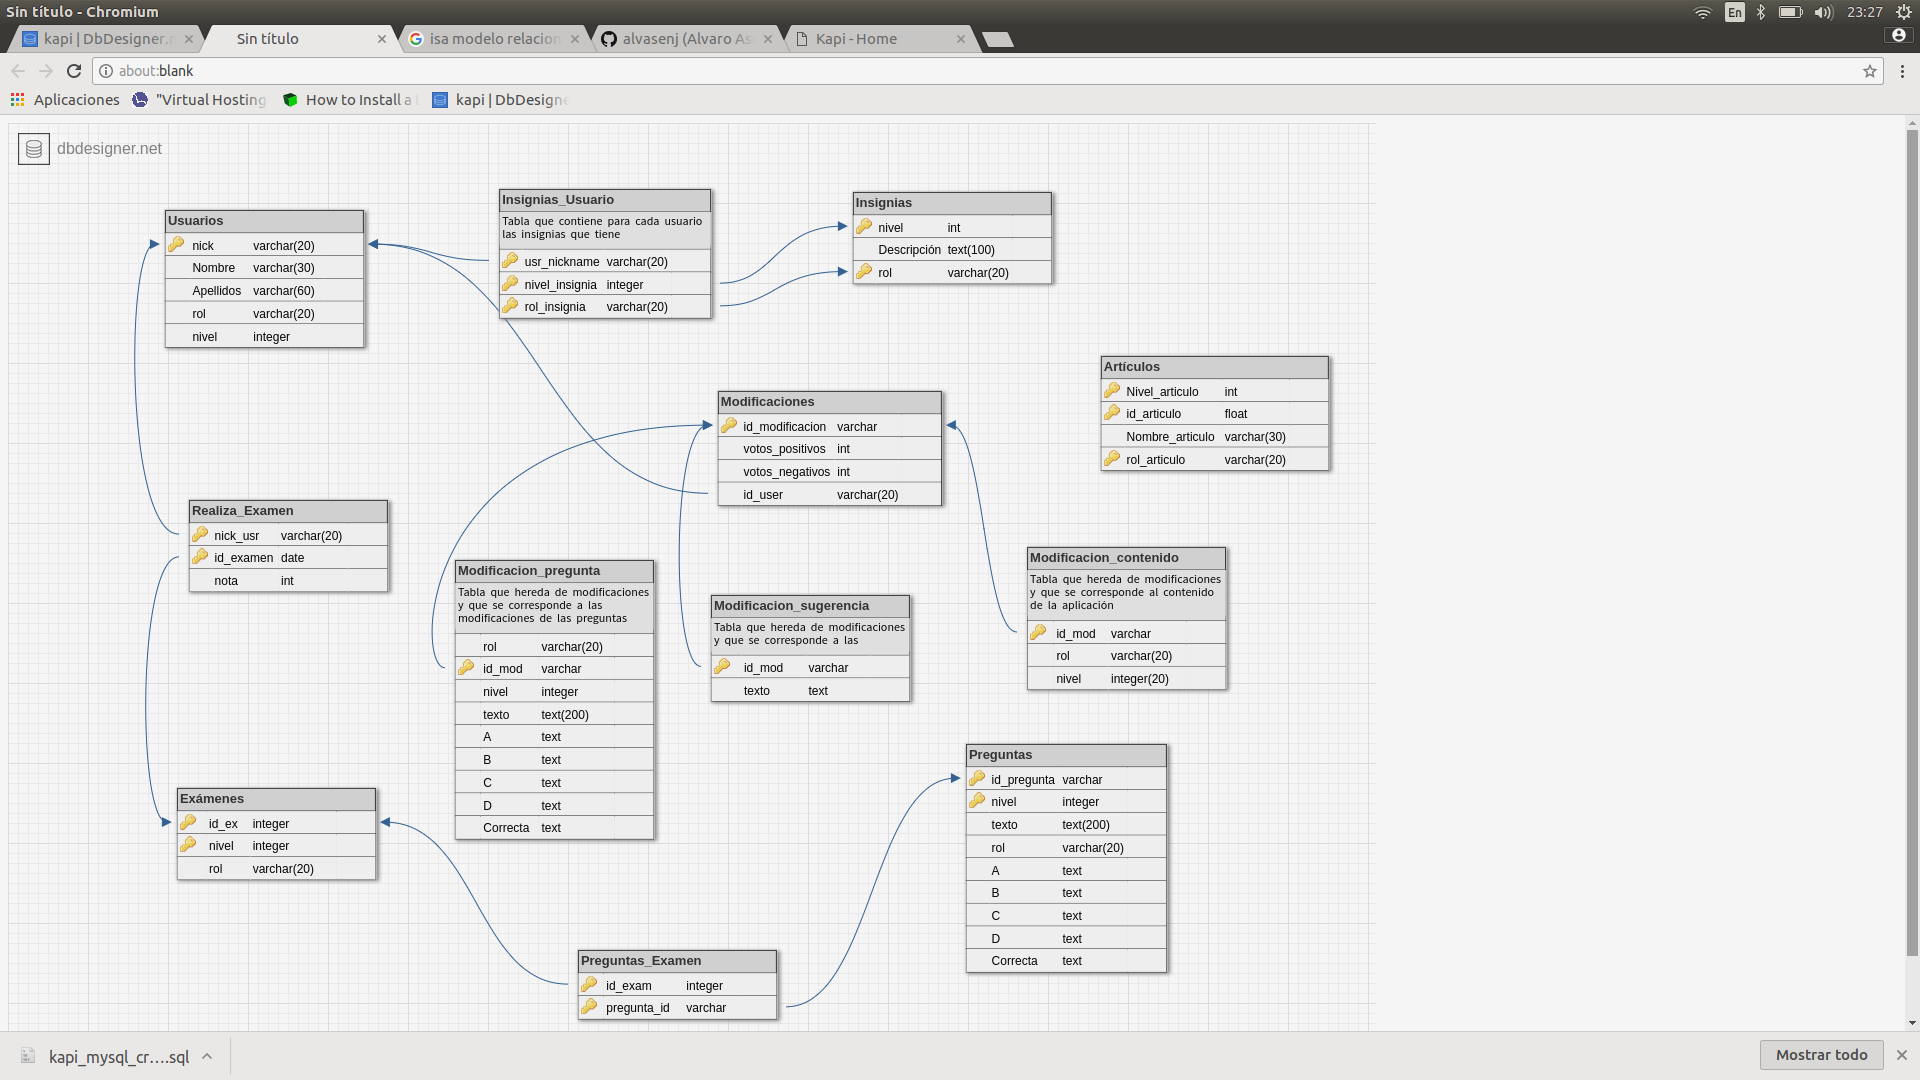 Sin título - Chromium
En
23:27
kapi | DbDesigner.n
Sin título
isa modelo relacion
alvasenj (Alvaro As
Kapi - Home
about:blank
Aplicaciones
"Virtual Hosting
How to Install a
kapi | DbDesigne
dbdesigner.net
Usuarios
nick varchar(20)
Nombre varchar(30)
Apellidos varchar(60)
rol varchar(20)
nivel integer
Insignias_Usuario
Tabla que contiene para cada usuario
las insignias que tiene
usr_nickname varchar(20)
nivel_insignia integer
rol_insignia varchar(20)
Insignias
nivel int
Descripción text(100)
rol varchar(20)
Artículos
Nivel_articulo int
id_articulo float
Nombre_articulo varchar(30)
rol_articulo varchar(20)
Modificaciones
id_modificacion varchar
votos_positivos int
votos_negativos int
id_user varchar(20)
Realiza_Examen
nick_usr varchar(20)
id_examen date
nota int
Modificacion_pregunta
Tabla que hereda de modificaciones
y que se corresponde a las
modificaciones de las preguntas
rol varchar(20)
id_mod varchar
nivel integer
texto text(200)
A text
B text
C text
D text
Correcta text
Modificacion_sugerencia
Tabla que hereda de modificaciones
y que se corresponde a las
id_mod varchar
texto text
Modificacion_contenido
Tabla que hereda de modificaciones
y que se corresponde al contenido
de la aplicación
id_mod varchar
rol varchar(20)
nivel integer(20)
Exámenes
id_ex integer
nivel integer
rol varchar(20)
Preguntas
id_pregunta varchar
nivel integer
texto text(200)
rol varchar(20)
A text
B text
C text
D text
Correcta text
Preguntas_Examen
id_exam integer
pregunta_id varchar
kapi_mysql_cr....sql
Mostrar todo